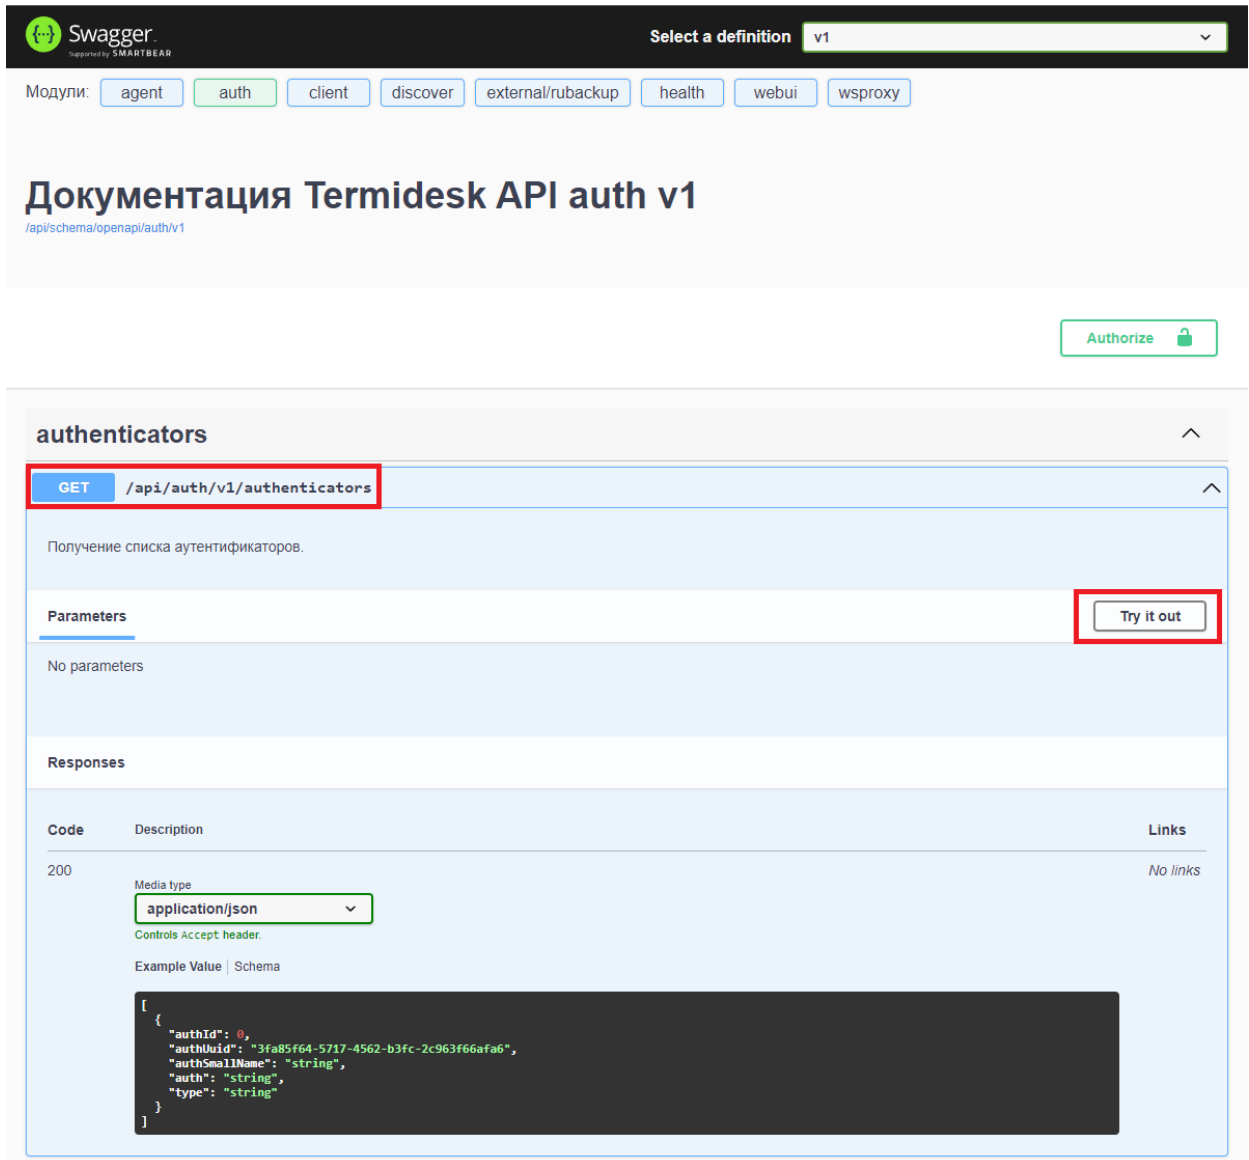 Swagger.
Supported by SMARTBEAR
Select a definition
v1
Модули: agent auth client discover external/rubackup health webui wsproxy
Документация Termidesk API auth v1
/api/schema/openapi/auth/v1
Authorize
authenticators
GET /api/auth/v1/authenticators
Получение списка аутентификаторов.
Parameters
Try it out
No parameters
Responses
Code Description Links
200
No links
Media type
application/json
Controls Accept header.
Example Value Schema
[
{
"authId": 0,
"authUuid": "3fa85f64-5717-4562-b3fc-2c963f66afa6",
"authSmallName": "string",
"auth": "string",
"type": "string"
}
]